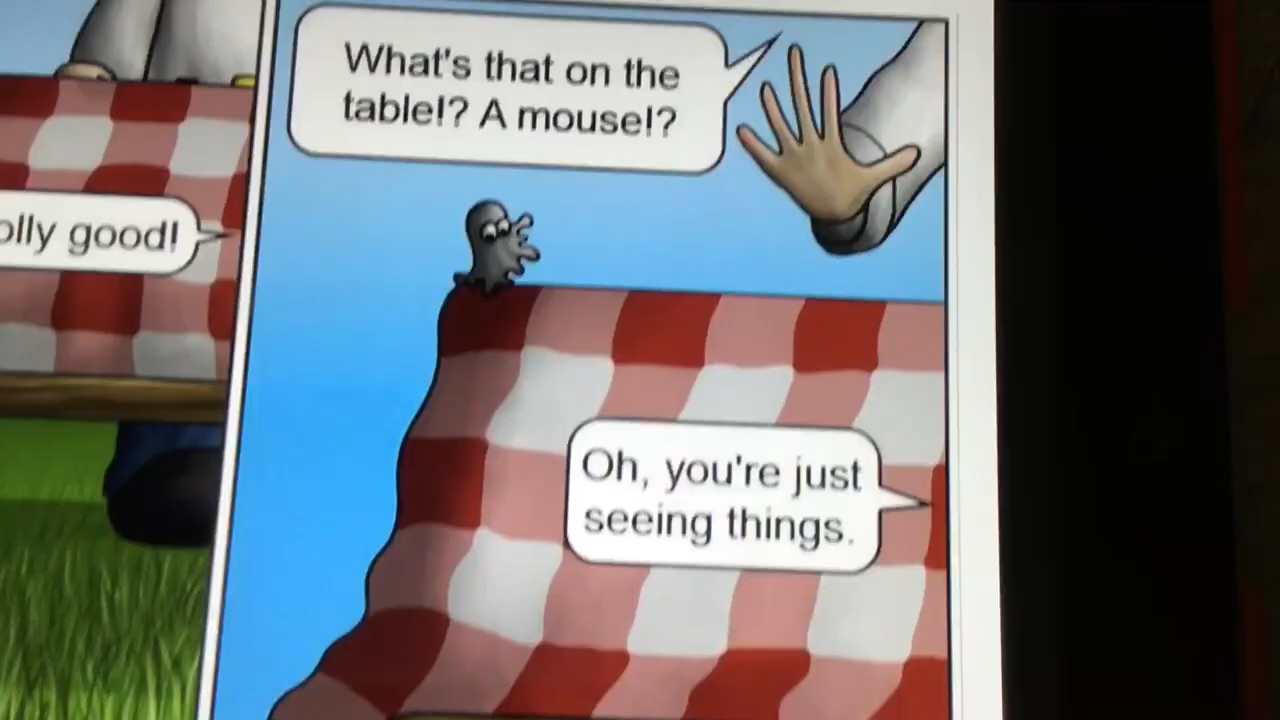 What's that on the
table!? A mouse!?
olly good!
Oh, you're just
seeing things.